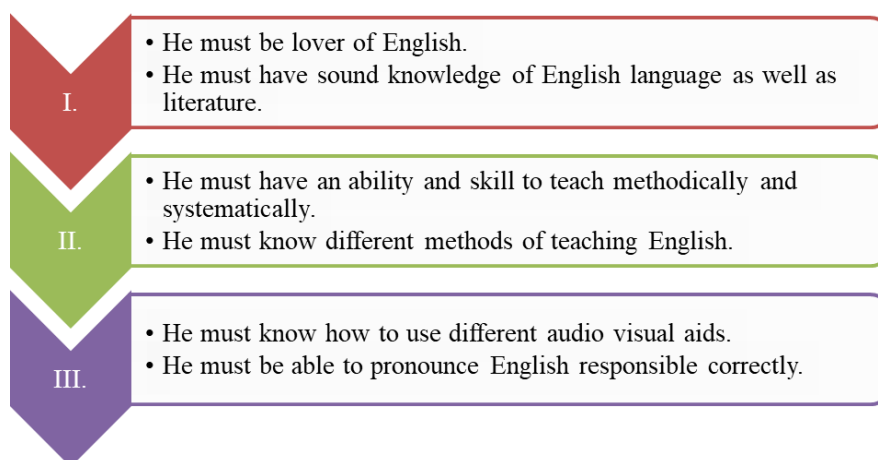 I.
• He must be lover of English.
• He must have sound knowledge of English language as well as
literature.
II.
• He must have an ability and skill to teach methodically and
systematically.
• He must know different methods of teaching English.
III.
• He must know how to use different audio visual aids.
• He must be able to pronounce English responsible correctly.